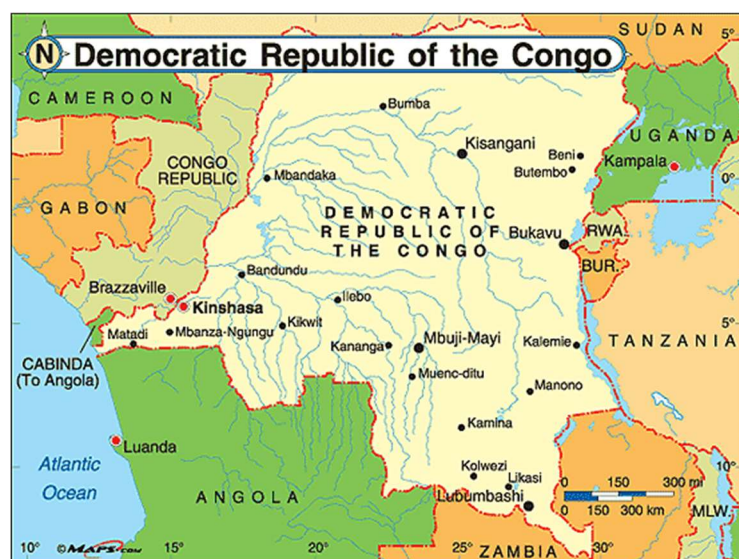 N
Democratic Republic of the Congo
SUDAN
5°
CAMEROON
Bumba
UGANDA
CONGO
REPUBLIC
Kisangani
Beni
Butembo
Kampala
Mbandaka
0°
GABON
DEMOCRATIC
REPUBLIC OF
THE CONGO
Bukavu
RWA.
BUR.
Bandundu
Brazzaville
Kinshasa
Ilebo
5°
Kikwit
Matadi
Mbanza-Ngungu
Kananga
Mbuji-Mayi
Kalemie
TANZANIA
CABINDA
(To Angola)
Muenc-ditu
Manono
Kamina
Luanda
Atlantic
Ocean
Kolwezi
Likasi
10°
ANGOLA
Lubumbashi
0 150 300 mi
0 150 300 km
MLW.
©MAPS.COM
10°
15°
20°
25°
30°
ZAMBIA